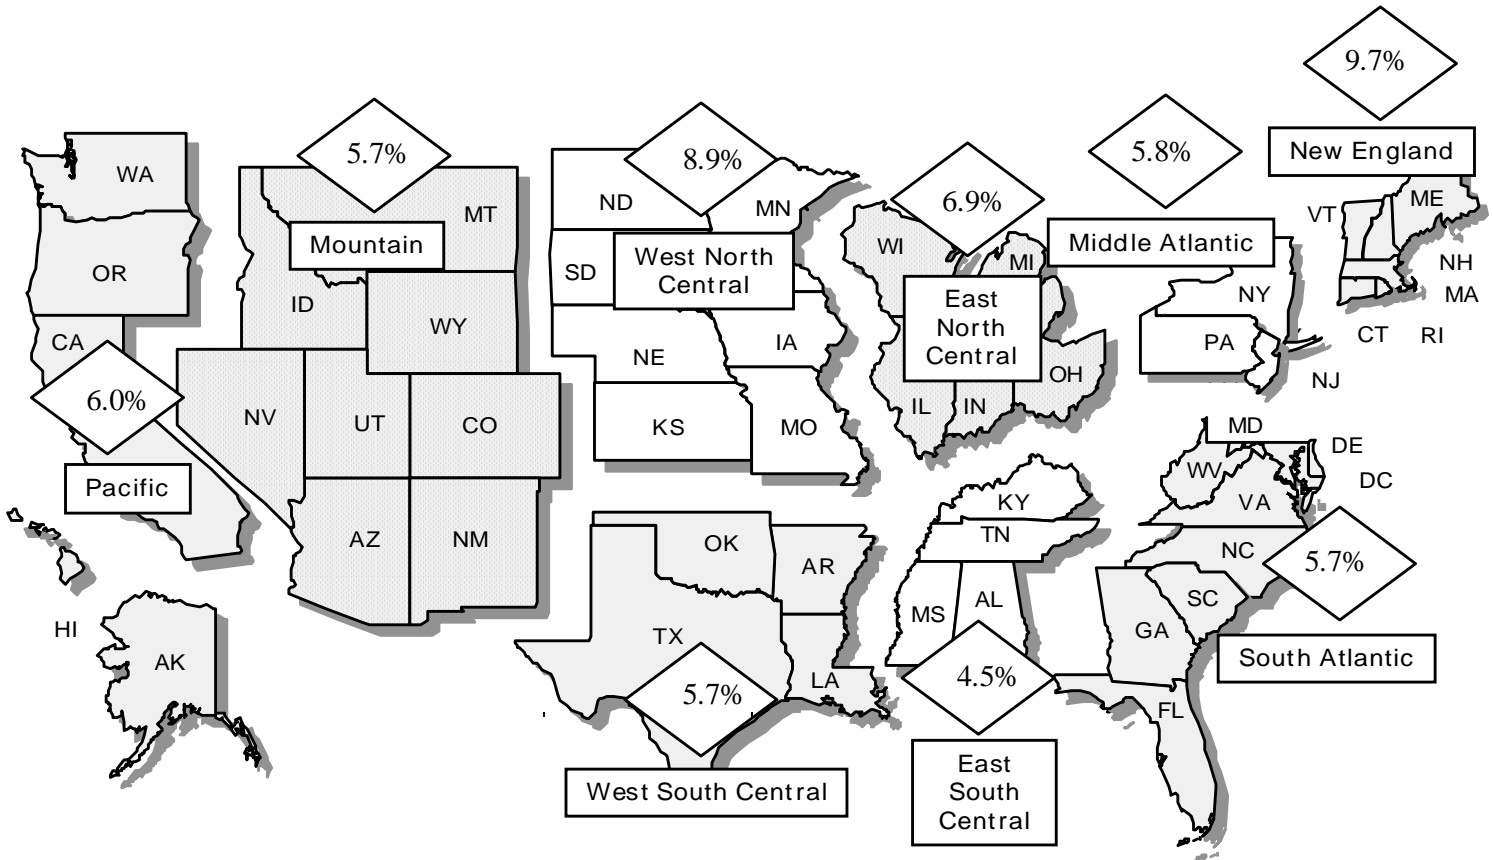 9.7%
New England
5.7%
8.9%
6.9%
5.8%
WA
MT
ND
MN
WI
MI
VT
ME
Mountain
West North
Central
Middle Atlantic
OR
ID
SD
East
North
Central
NY
NH
MA
CA
WY
NE
IA
PA
CT
RI
NJ
6.0%
NV
UT
CO
KS
MO
IL
IN
OH
Pacific
MD
DE
DC
WV
VA
KY
TN
AZ
NM
OK
AR
NC
5.7%
HI
AK
TX
LA
MS
AL
GA
SC
South Atlantic
5.7%
4.5%
FL
West South Central
East
South
Central